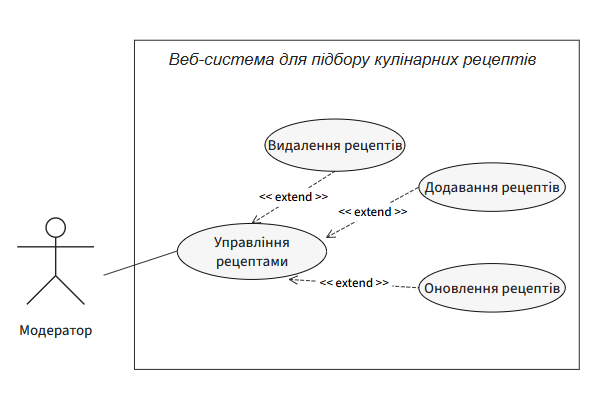 Веб-система для підбору кулінарних рецептів
Видалення рецептів
<< extend >>
Додавання рецептів
<< extend >>
Управління
рецептами
<< extend >>
Оновлення рецептів
Модератор